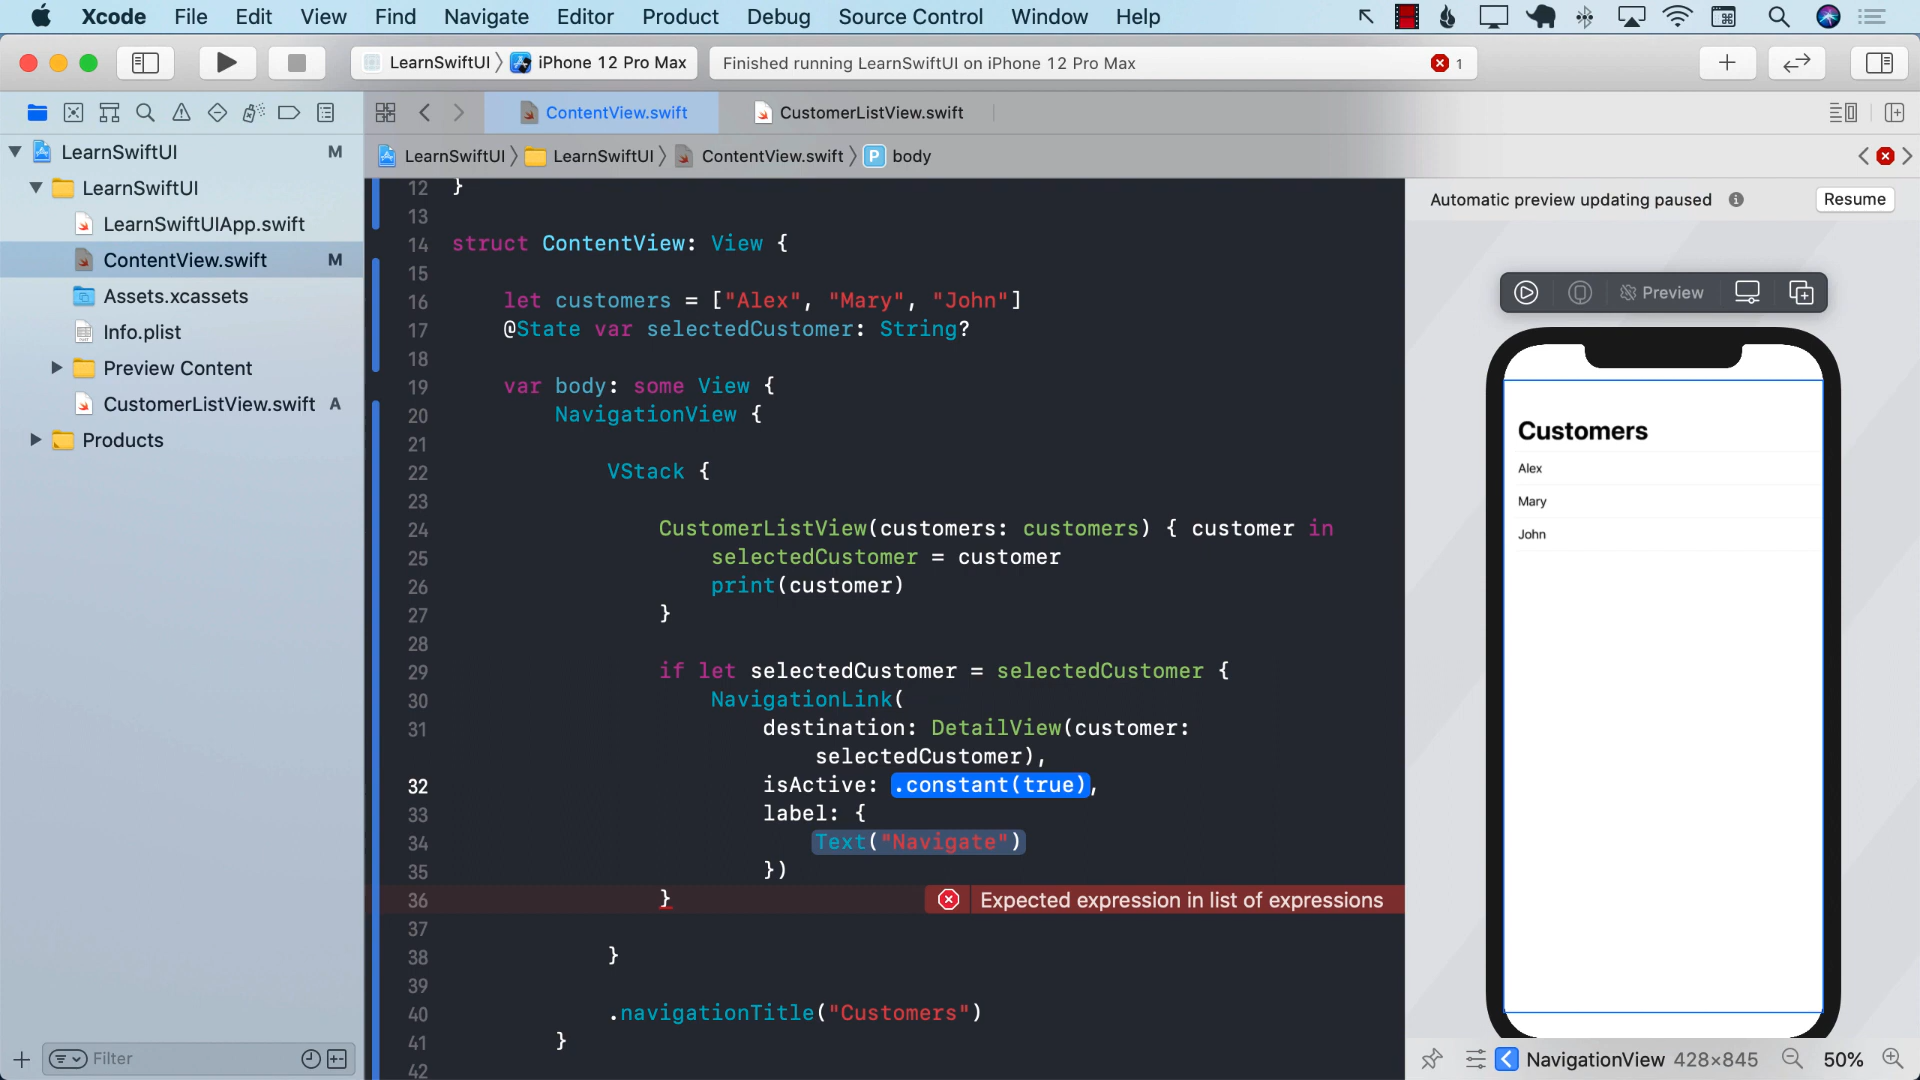 Xcode File Edit View Find Navigate Editor Product Debug Source Control Window Help
LearnSwiftUI iPhone 12 Pro Max Finished running LearnSwiftUI on iPhone 12 Pro Max 1
ContentView.swift CustomerListView.swift
LearnSwiftUI LearnSwiftUI ContentView.swift P body
LearnSwiftUI M
LearnSwiftUI
LearnSwiftUIApp.swift
ContentView.swift M
Assets.xcassets
Info.plist
Preview Content
CustomerListView.swift A
Products
Filter
12 }
13
14 struct ContentView: View {
15
16 let customers = ["Alex", "Mary", "John"]
17 @State var selectedCustomer: String?
18
19 var body: some View {
20 NavigationView {
21
22 VStack {
23
24 CustomerListView(customers: customers) { customer in
25 selectedCustomer = customer
26 print(customer)
27 }
28
29 if let selectedCustomer = selectedCustomer {
30 NavigationLink(
31 destination: DetailView(customer:
selectedCustomer),
32 isActive: .constant(true),
33 label: {
34 Text("Navigate")
35 })
36 } Expected expression in list of expressions
37
38 }
39
40 .navigationTitle("Customers")
41 }
42
Automatic preview updating paused Resume
Preview
Customers
Alex
Mary
John
NavigationView 428×845 50%